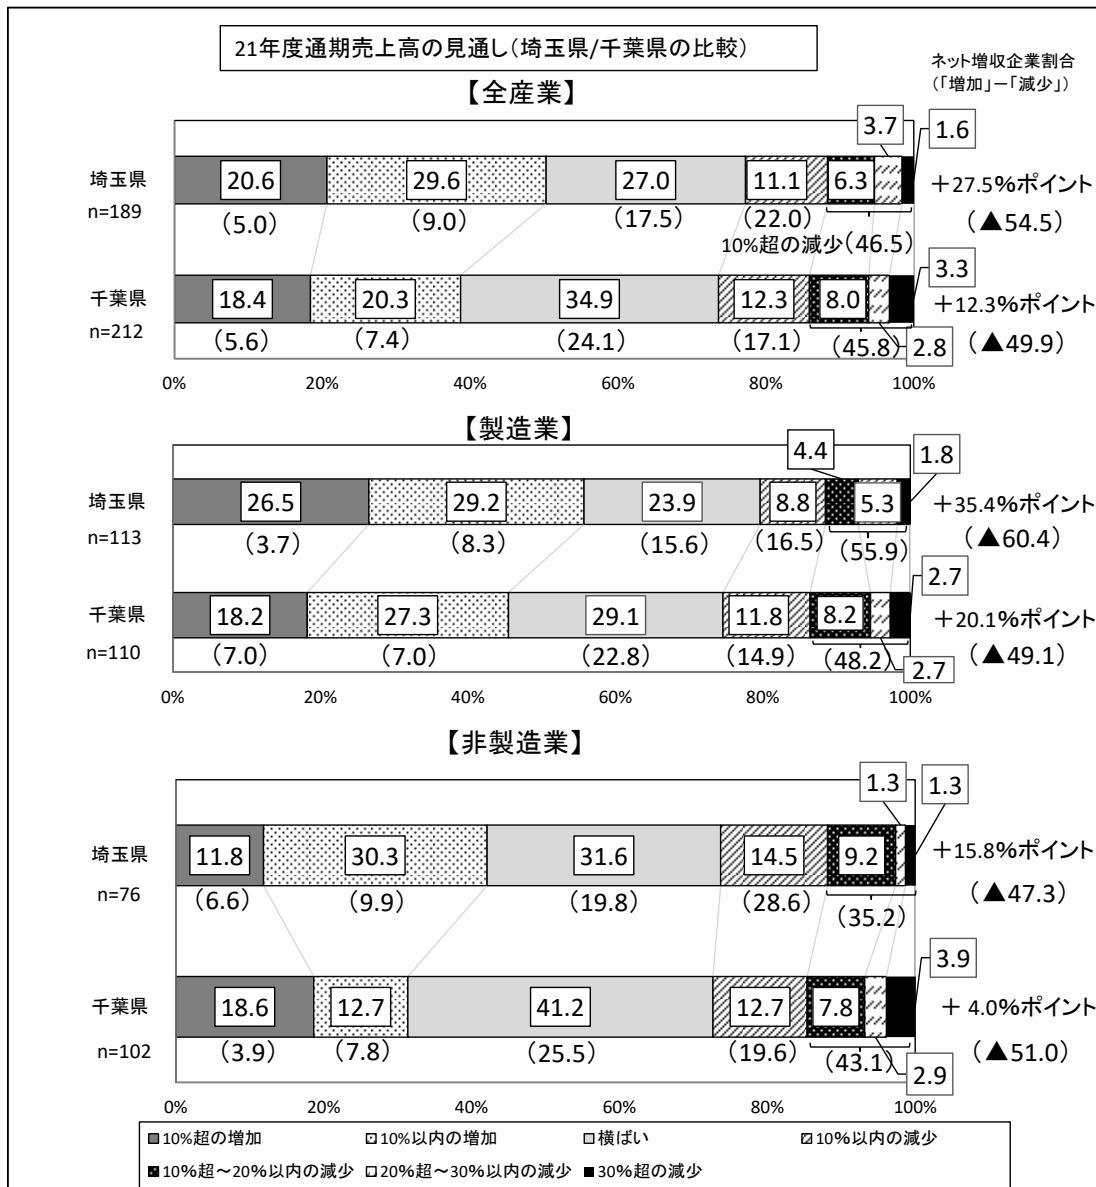 21年度通期売上高の見通し(埼玉県/千葉県の比較)
ネット増収企業割合
(「増加」－「減少」)
【全産業】
3.7
1.6
埼玉県
n=189
20.6 29.6 27.0 11.1 6.3
＋27.5%ポイント
(5.0) (9.0) (17.5) (22.0)
(▲54.5)
10%超の減少(46.5)
3.3
千葉県
n=212
18.4 20.3 34.9 12.3 8.0
＋12.3%ポイント
(5.6) (7.4) (24.1) (17.1) (45.8) 2.8
(▲49.9)
0% 20% 40% 60% 80% 100%
【製造業】
4.4
1.8
埼玉県
n=113
26.5 29.2 23.9 8.8 5.3
＋35.4%ポイント
(3.7) (8.3) (15.6) (16.5) (55.9)
(▲60.4)
2.7
千葉県
n=110
18.2 27.3 29.1 11.8 8.2
＋20.1%ポイント
(7.0) (7.0) (22.8) (14.9) (48.2) 2.7
(▲49.1)
0% 20% 40% 60% 80% 100%
【非製造業】
1.3
1.3
埼玉県
n=76
11.8 30.3 31.6 14.5 9.2
＋15.8%ポイント
(6.6) (9.9) (19.8) (28.6) (35.2)
(▲47.3)
3.9
千葉県
n=102
18.6 12.7 41.2 12.7 7.8
＋ 4.0%ポイント
(3.9) (7.8) (25.5) (19.6) (43.1) 2.9
(▲51.0)
0% 20% 40% 60% 80% 100%
10%超の増加 10%以内の増加 横ばい 10%以内の減少
10%超～20%以内の減少 20%超～30%以内の減少 30%超の減少